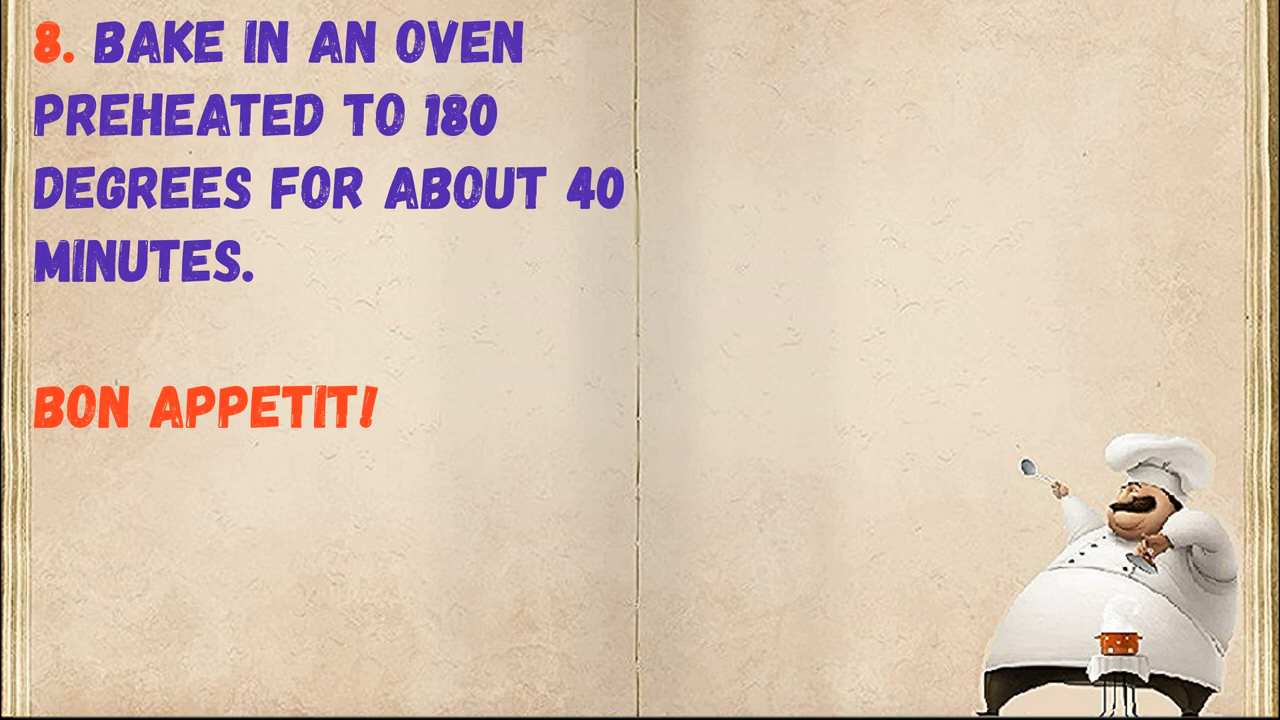 8. BAKE IN AN OVEN
PREHEATED TO 180
DEGREES FOR ABOUT 40
MINUTES.
BON APPETIT!